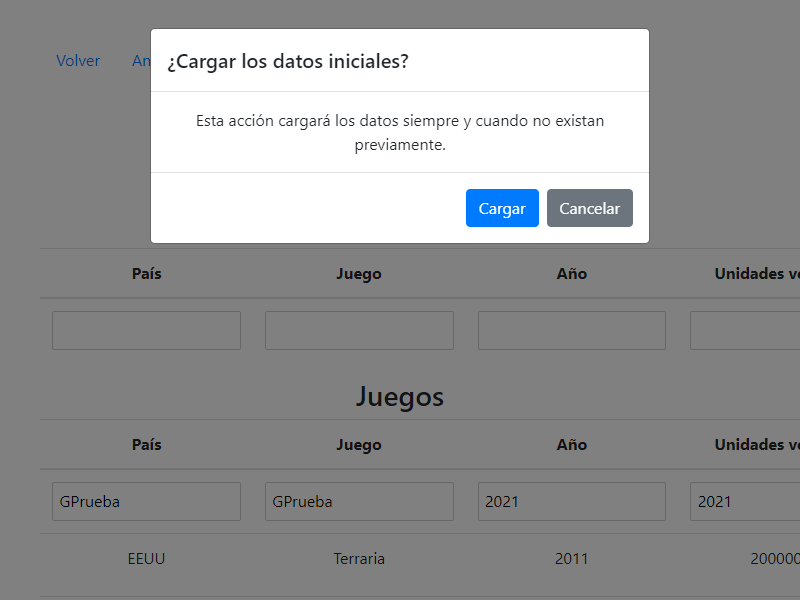 ¿Cargar los datos iniciales?
Volver An
Esta acción cargará los datos siempre y cuando no existan
previamente.
Cargar Cancelar
País Juego Año Unidades ve
Juegos
País Juego Año Unidades ve
GPrueba GPrueba 2021 2021
EEUU Terraria 2011 200000